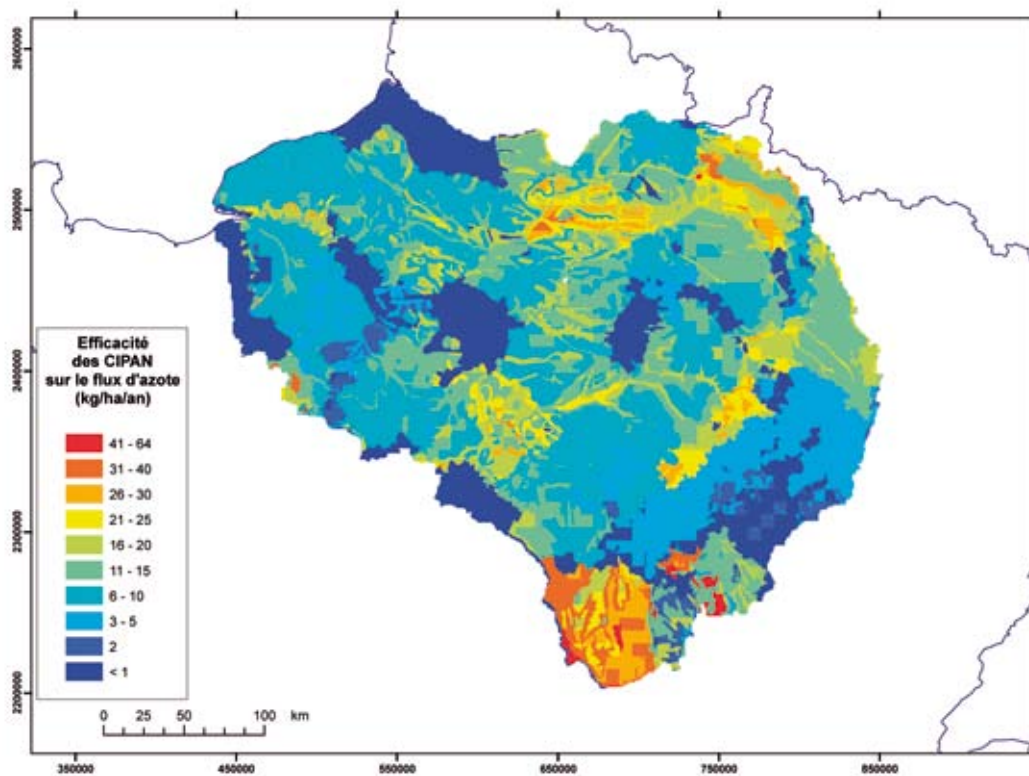 2600000
2500000
2400000
2300000
2200000
Efficacité
des CIPAN
sur le flux d'azote
(kg/ha/an)
41 - 64
31 - 40
26 - 30
21 - 25
16 - 20
11 - 15
6 - 10
3 - 5
2
< 1
0 25 50 100 km
350000 450000 550000 650000 750000 850000